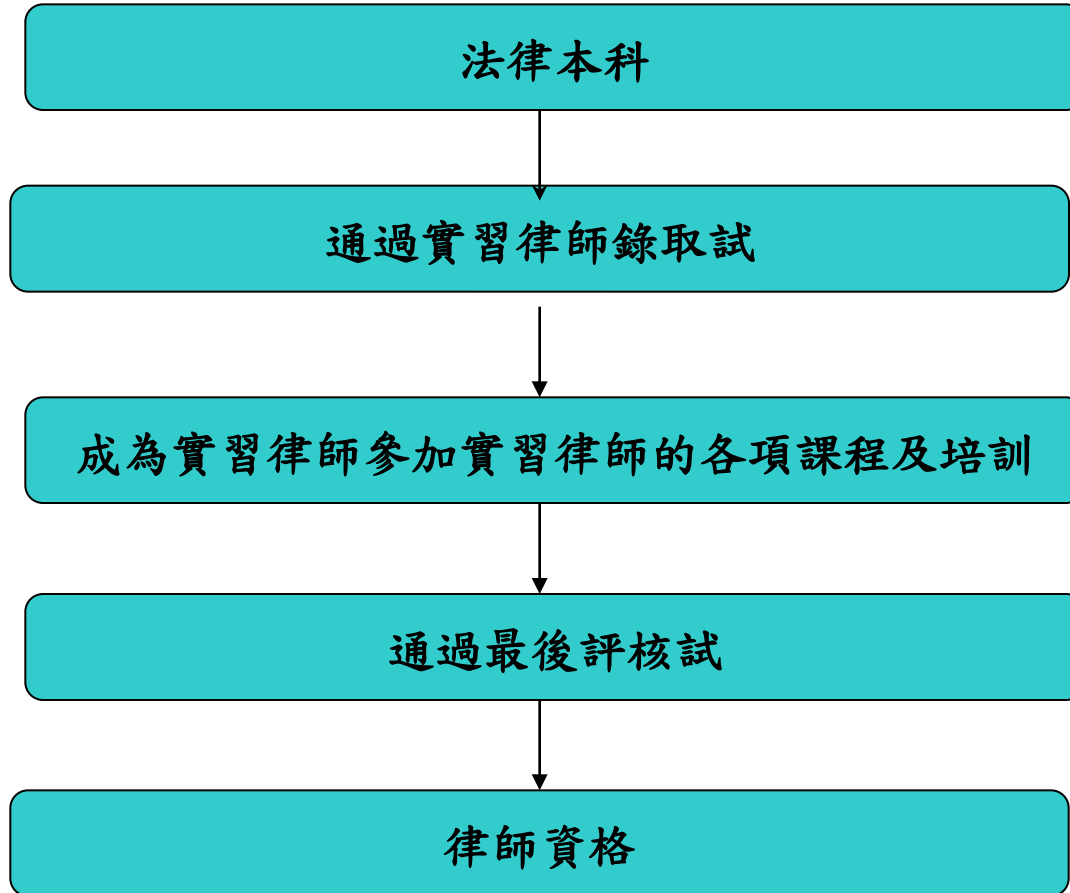 法律本科
通過實習律師錄取試
成為實習律師參加實習律師的各項課程及培訓
通過最後評核試
律師資格